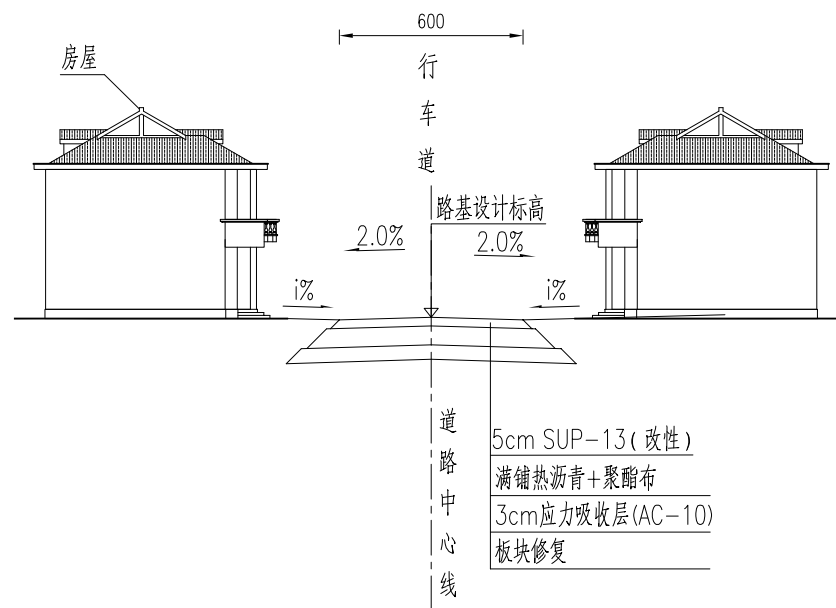 600
房屋
行车道
路基设计标高
2.0%
2.0%
i%
i%
道路中心线
5cm SUP-13(改性)
满铺热沥青+聚酯布
3cm应力吸收层(AC-10)
板块修复